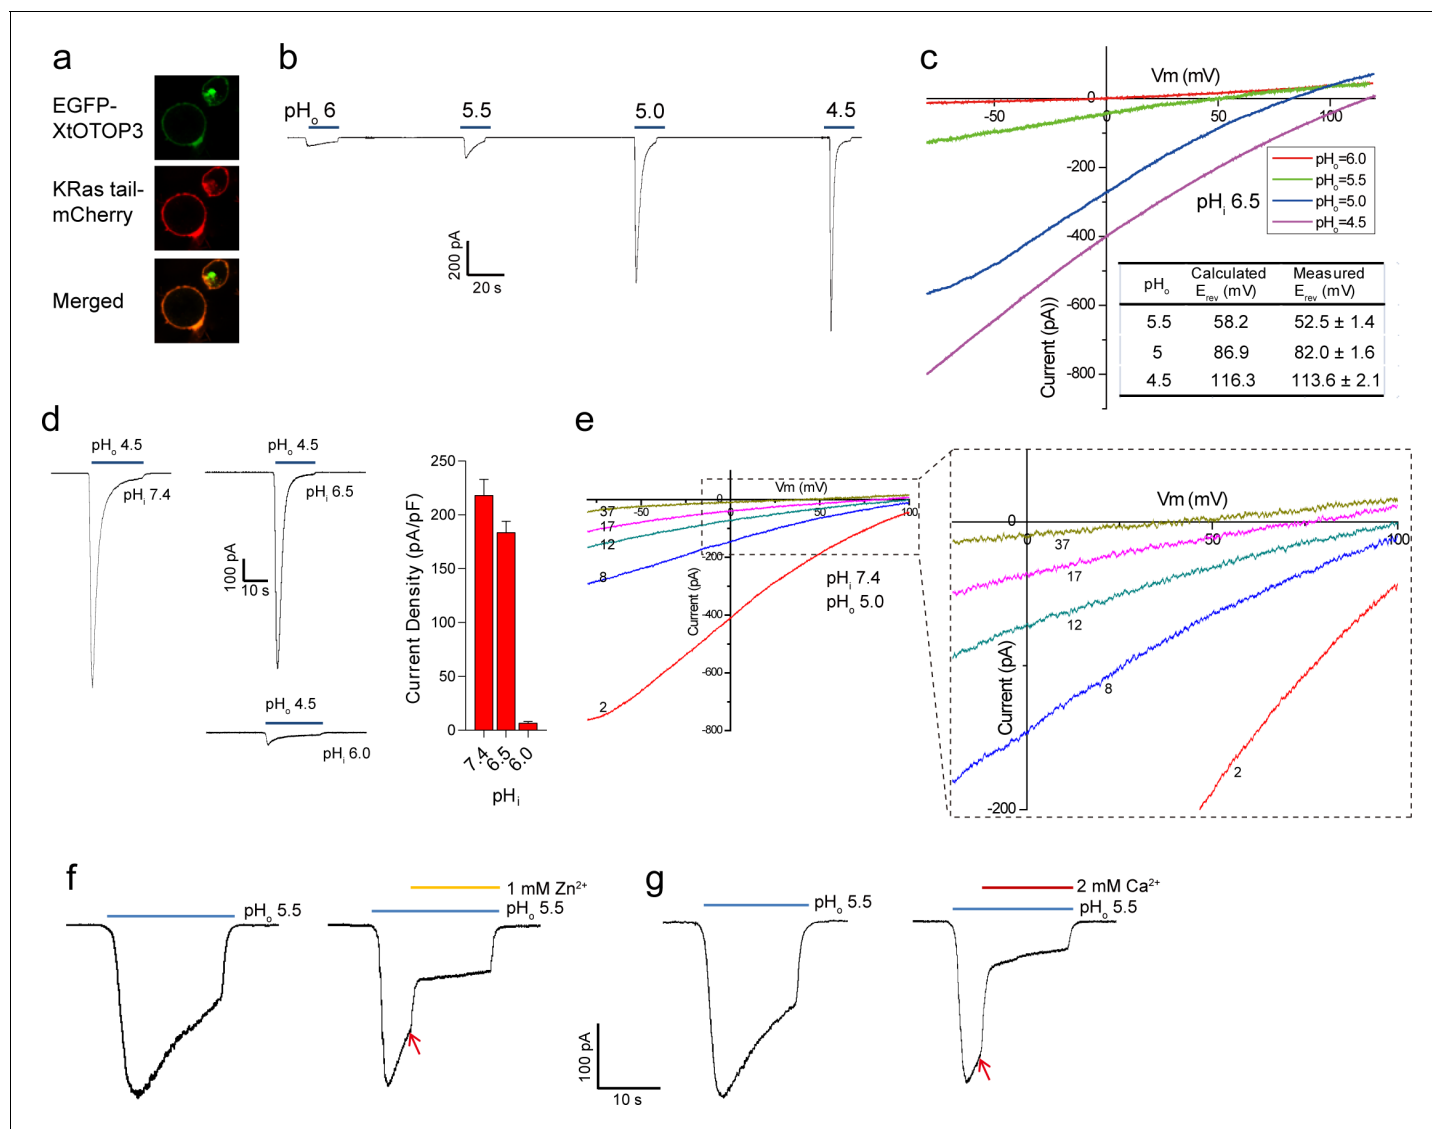 a
EGFP-
XtOTOP3
KRas tail-
mCherry
Merged
b
pHo 6
5.5
5.0
4.5
200 pA
20 s
c
Vm (mV)
0
-200
-400
-600
-800
-50
0
50
100
Current (pA))
pHi 6.5
pHo=6.0
pHo=5.5
pHo=5.0
pHo=4.5
pHo Calculated Erev (mV) Measured Erev (mV)
5.5 58.2 52.5 ± 1.4
5 86.9 82.0 ± 1.6
4.5 116.3 113.6 ± 2.1
d
pHo 4.5
pHi 7.4
pHo 4.5
pHi 6.5
100 pA
10 s
pHo 4.5
pHi 6.0
Current Density (pA/pF)
250
200
150
100
50
0
7.4
6.5
6.0
pHi
e
Vm (mV)
0
-200
-400
-600
-800
-50
0
50
100
Current (pA)
37
17
12
8
2
pHi 7.4
pHo 5.0
Vm (mV)
0
-200
0
50
100
Current (pA)
37
17
12
8
2
f
pHo 5.5
1 mM Zn2+
pHo 5.5
g
pHo 5.5
2 mM Ca2+
pHo 5.5
100 pA
10 s